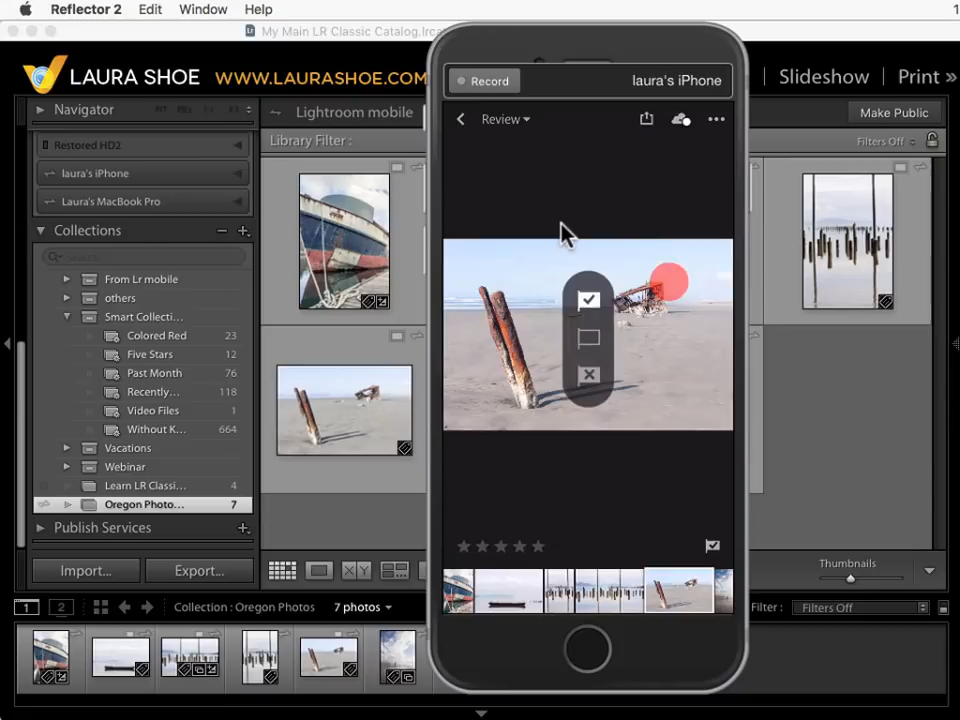 Reflector 2 Edit Window Help
My Main LR Classic Catalog.lrca
LAURA SHOE WWW.LAURASHOE.COM Slideshow Print »
Record laura's iPhone
Navigator
Lightroom mobile
Review
Make Public
Restored HD2
Library Filter :
Filters Off
laura's iPhone
Laura's MacBook Pro
Collections
From Lr mobile
others
Smart Collecti...
Colored Red 23
Five Stars 12
Past Month 76
Recently... 118
Video Files 1
Without K... 664
Vacations
Webinar
Learn LR Classi... 4
Oregon Photo... 7
Publish Services
Import... Export...
XY
Thumbnails
1 2 Collection : Oregon Photos 7 photos
Filter : Filters Off